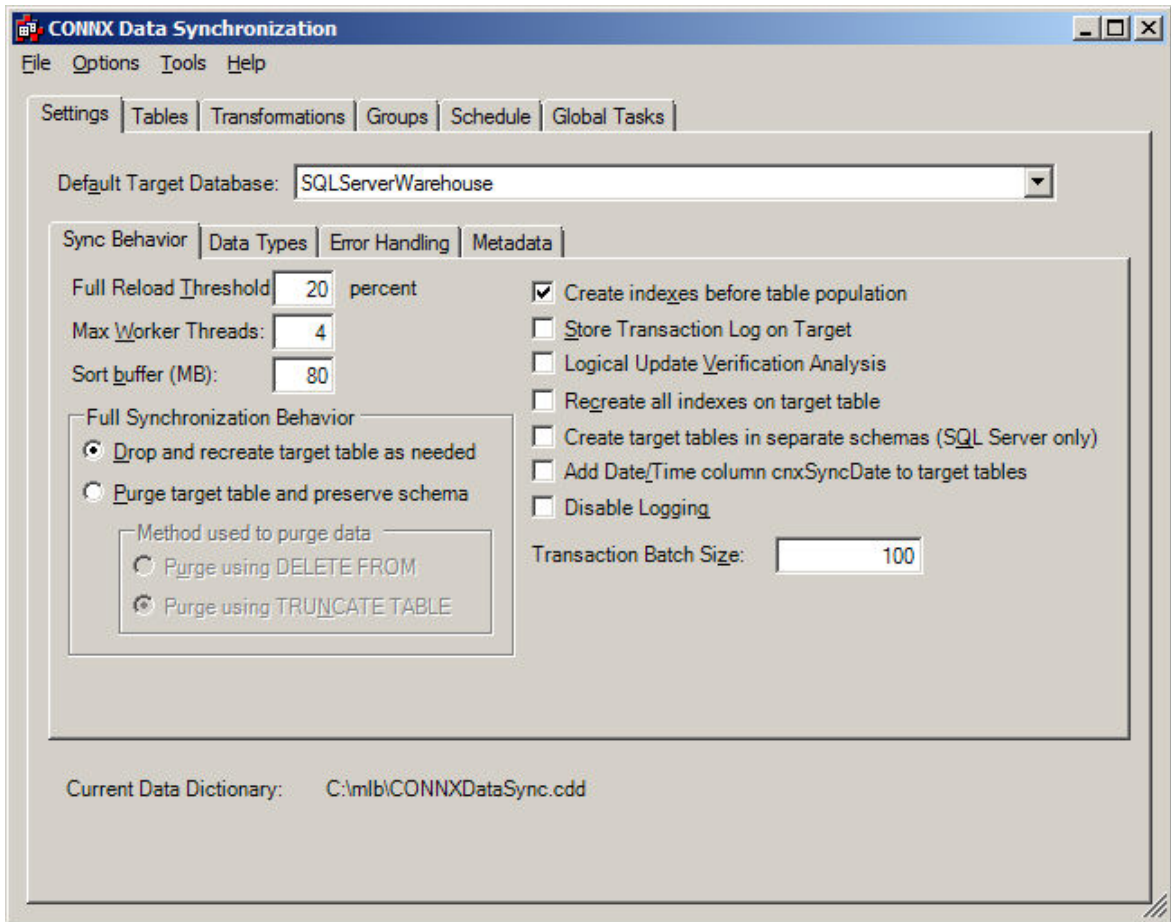 CONNX Data Synchronization
File Options Tools Help
Settings Tables Transformations Groups Schedule Global Tasks
Default Target Database: SQLServerWarehouse
Sync Behavior Data Types Error Handling Metadata
Full Reload Threshold 20 percent
Max Worker Threads: 4
Sort buffer (MB): 80
Full Synchronization Behavior
Drop and recreate target table as needed
Purge target table and preserve schema
Method used to purge data
Purge using DELETE FROM
Purge using TRUNCATE TABLE
Create indexes before table population
Store Transaction Log on Target
Logical Update Verification Analysis
Recreate all indexes on target table
Create target tables in separate schemas (SQL Server only)
Add Date/Time column cnxSyncDate to target tables
Disable Logging
Transaction Batch Size: 100
Current Data Dictionary: C:\mlb\CONNXDataSync.cdd